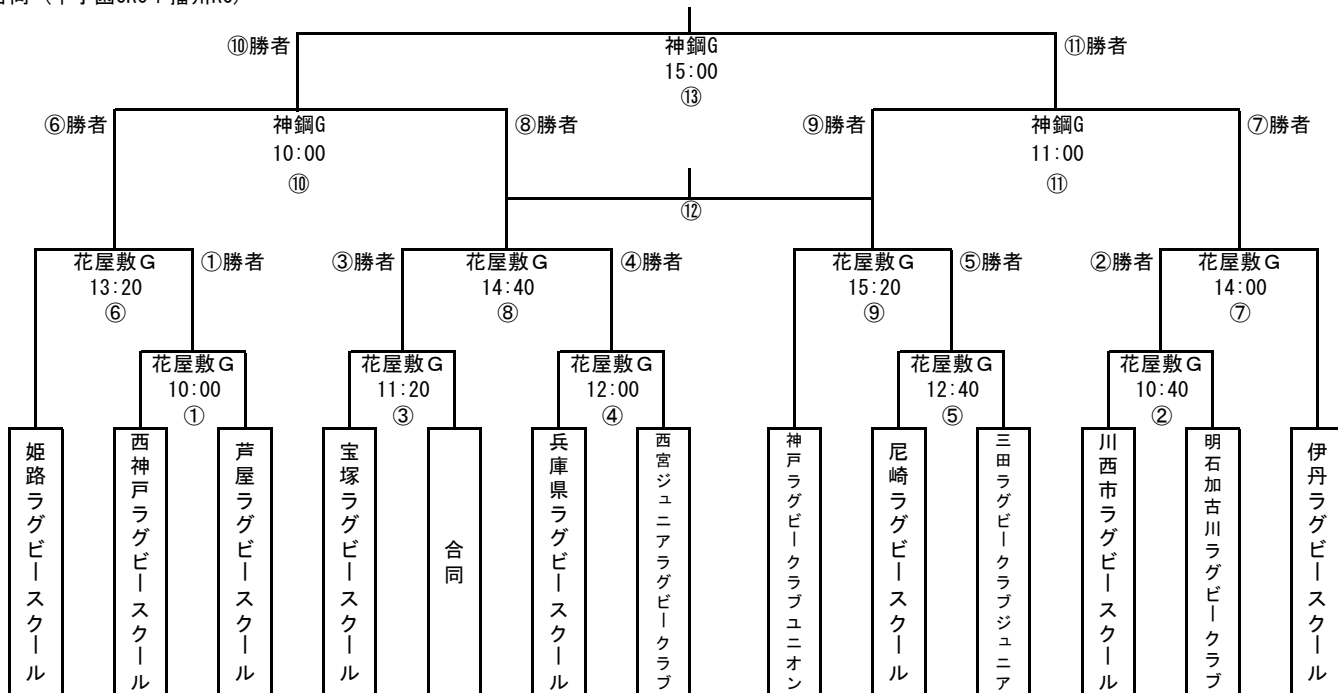 ⑩勝者
神鋼G
⑪勝者
15:00
⑬
⑥勝者
神鋼G
⑧勝者
⑨勝者
神鋼G
⑦勝者
10:00
11:00
⑩
⑪
⑫
花屋敷G
①勝者
③勝者
花屋敷G
④勝者
花屋敷G
⑤勝者
②勝者
花屋敷G
13:20
14:40
15:20
14:00
⑥
⑧
⑨
⑦
花屋敷G
花屋敷G
花屋敷G
花屋敷G
花屋敷G
10:00
11:20
12:00
12:40
10:40
①
③
④
⑤
②
姫路ラグビースクール
西神戸ラグビースクール
芦屋ラグビースクール
宝塚ラグビースクール
合同
兵庫県ラグビースクール
西宮ジュニアラグビークラブ
神戸ラグビークラブユニオン
尼崎ラグビースクール
三田ラグビークラブジュニア
川西市ラグビースクール
明石加古川ラグビークラブ
伊丹ラグビースクール